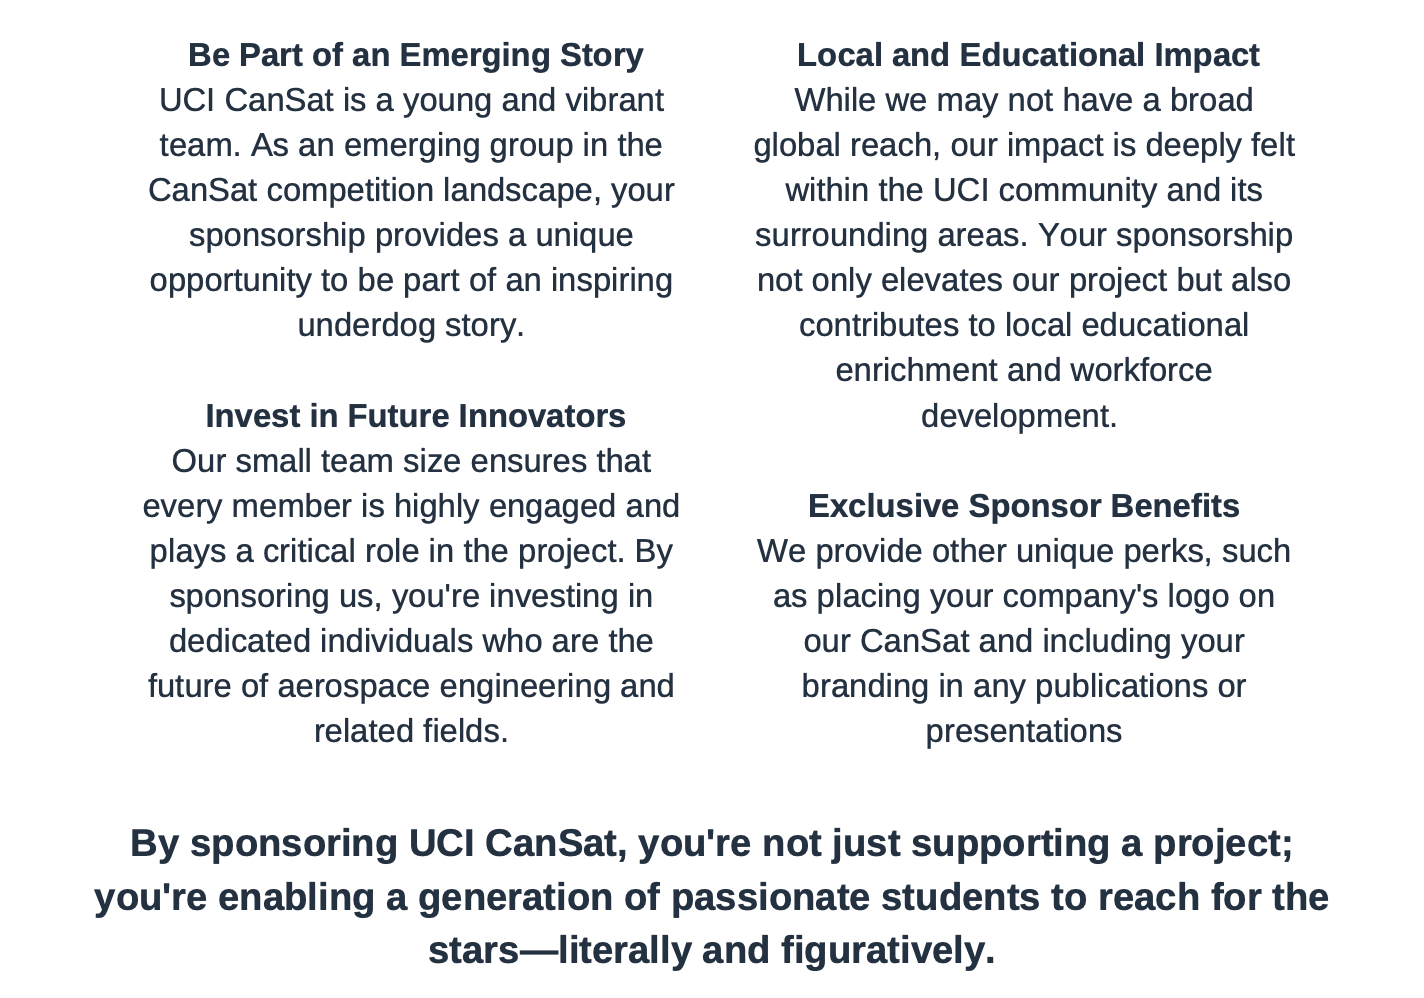 Be Part of an Emerging Story
UCI CanSat is a young and vibrant
team. As an emerging group in the
CanSat competition landscape, your
sponsorship provides a unique
opportunity to be part of an inspiring
underdog story.
Invest in Future Innovators
Our small team size ensures that
every member is highly engaged and
plays a critical role in the project. By
sponsoring us, you're investing in
dedicated individuals who are the
future of aerospace engineering and
related fields.
Local and Educational Impact
While we may not have a broad
global reach, our impact is deeply felt
within the UCI community and its
surrounding areas. Your sponsorship
not only elevates our project but also
contributes to local educational
enrichment and workforce
development.
Exclusive Sponsor Benefits
We provide other unique perks, such
as placing your company's logo on
our CanSat and including your
branding in any publications or
presentations
By sponsoring UCI CanSat, you're not just supporting a project;
you're enabling a generation of passionate students to reach for the
stars—literally and figuratively.